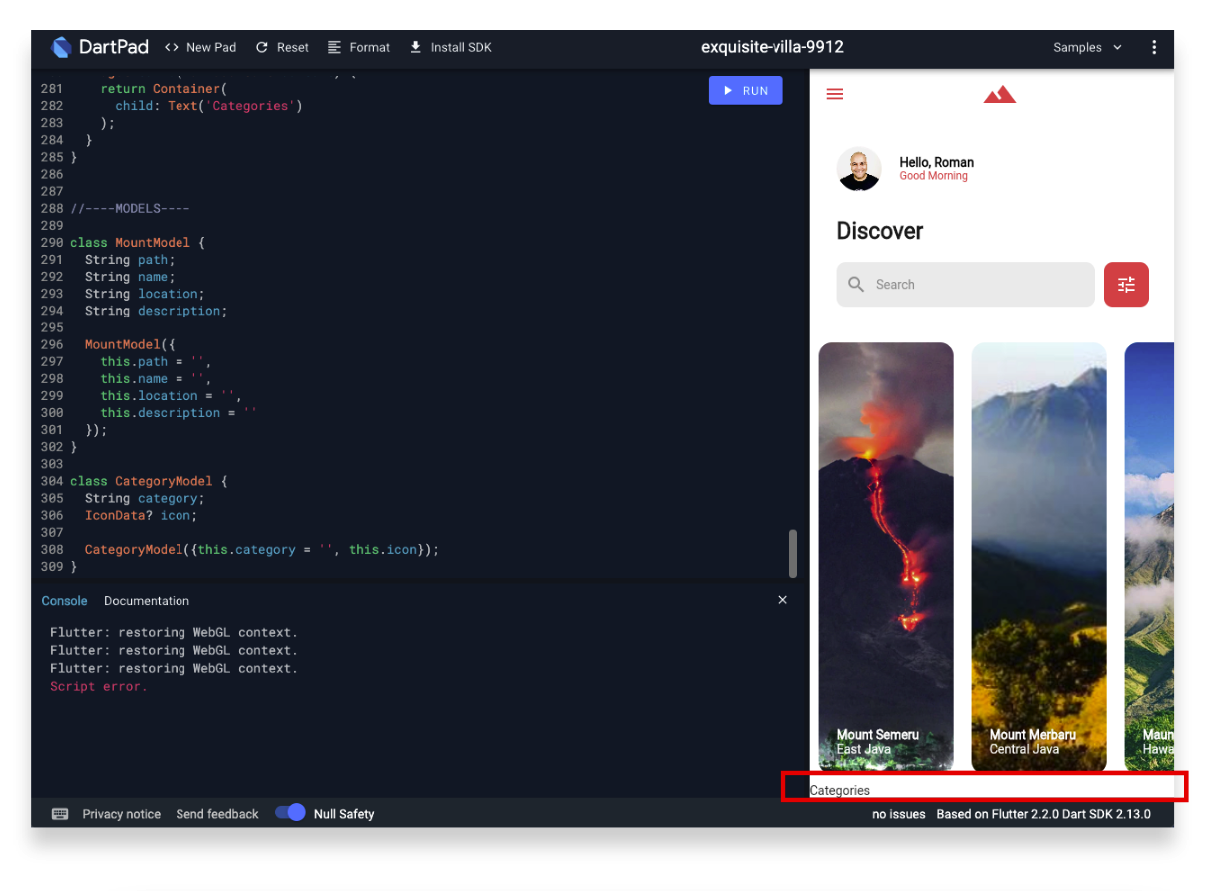 DartPad <> New Pad Reset Format Install SDK exquisite-villa-9912 Samples
281     return Container(
282       child: Text('Categories')
283     );
284   }
285 }
286
287
288 //----MODELS----
289
290 class MountModel {
291   String path;
292   String name;
293   String location;
294   String description;
295
296   MountModel({
297     this.path = '',
298     this.name = '',
299     this.location = '',
300     this.description = ''
301   });
302 }
303
304 class CategoryModel {
305   String category;
306   IconData? icon;
307
308   CategoryModel({this.category = '', this.icon});
309 }
RUN
Console Documentation
Flutter: restoring WebGL context.
Flutter: restoring WebGL context.
Flutter: restoring WebGL context.
Script error.
Hello, Roman
Good Morning
Discover
Search
Mount Semeru
East Java
Mount Merbaru
Central Java
Maun
Hawa
Categories
Privacy notice Send feedback Null Safety no issues Based on Flutter 2.2.0 Dart SDK 2.13.0